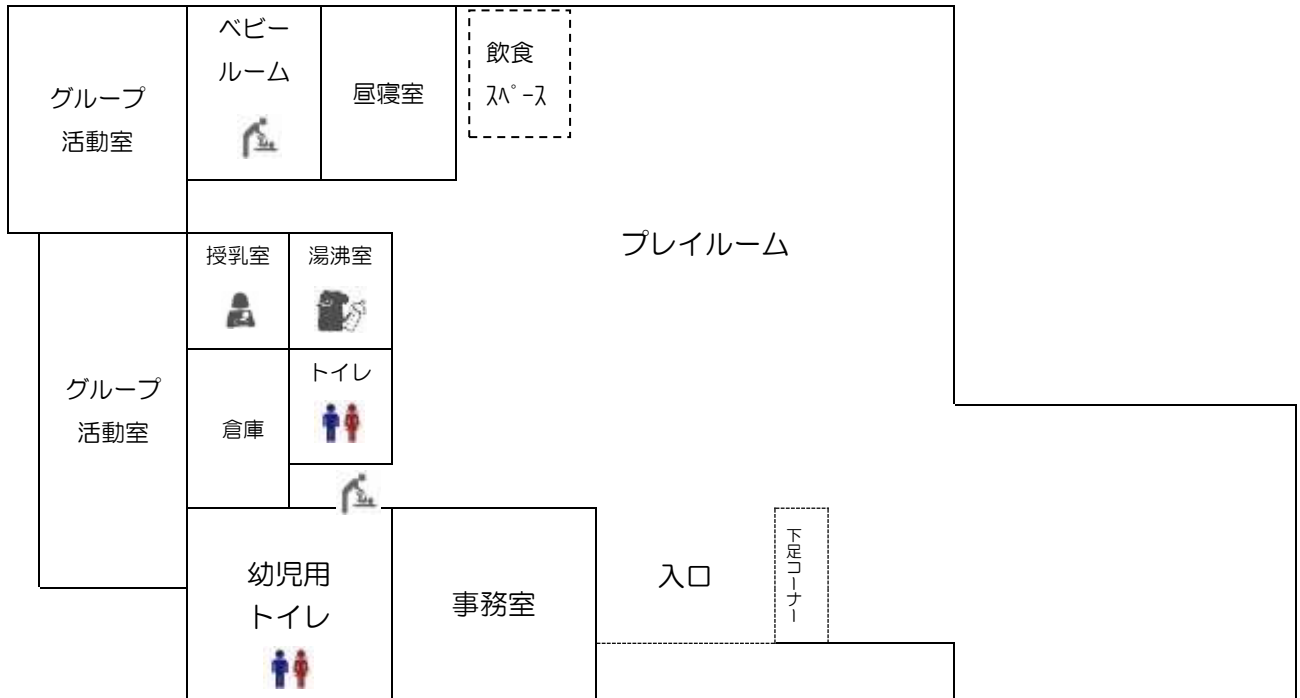 ベビー
ルーム
グループ
活動室
昼寝室
飲食
ｽﾍﾟｰｽ
プレイルーム
授乳室
湯沸室
グループ
活動室
倉庫
トイレ
幼児用
トイレ
事務室
入口
下足コーナー